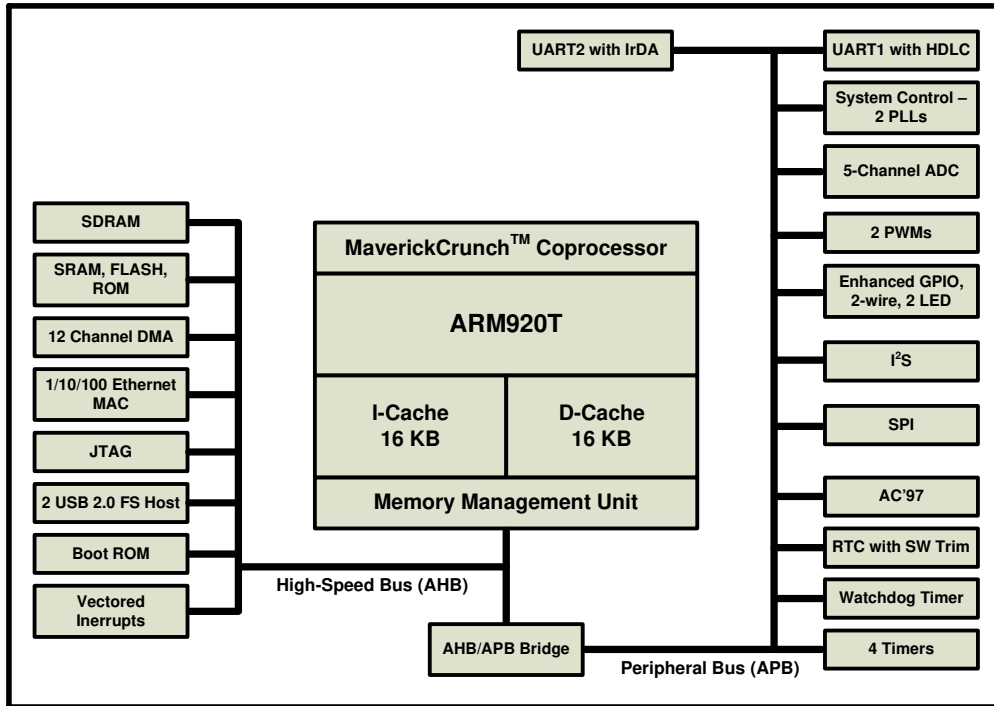 UART2 with IrDA
UART1 with HDLC
System Control –
2 PLLs
5-Channel ADC
2 PWMs
Enhanced GPIO,
2-wire, 2 LED
I²S
SPI
AC’97
RTC with SW Trim
Watchdog Timer
4 Timers
SDRAM
SRAM, FLASH,
ROM
12 Channel DMA
1/10/100 Ethernet
MAC
JTAG
2 USB 2.0 FS Host
Boot ROM
Vectored
Inerrupts
MaverickCrunch™ Coprocessor
ARM920T
I-Cache
16 KB
D-Cache
16 KB
Memory Management Unit
High-Speed Bus (AHB)
AHB/APB Bridge
Peripheral Bus (APB)